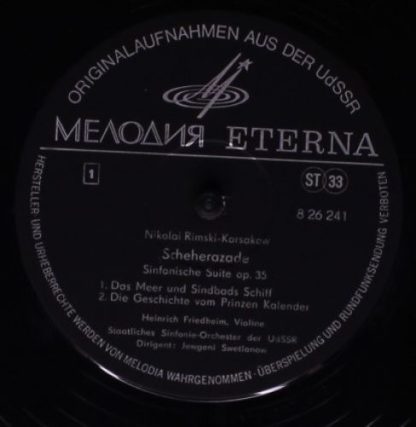 ORIGINALAUFNAHMEN AUS DER UdSSR
МЕЛОДИЯ ETERNA
1
ST 33
8 26 241
Nikolai Rimski-Korsakow
Scheherazade
Sinfonische Suite op. 35
1. Das Meer und Sindbads Schiff
2. Die Geschichte vom Prinzen Kalender
Heinrich Friedheim, Violine
Staatliches Sinfonie-Orchester der UdSSR
Dirigent: Jewgeni Swetlanow
HERSTELLER- UND URHEBERRECHTE WERDEN VON MELODIA WAHRGENOMMEN · ÜBERSPIELUNG UND RUNDFUNKSENDUNG VERBOTEN